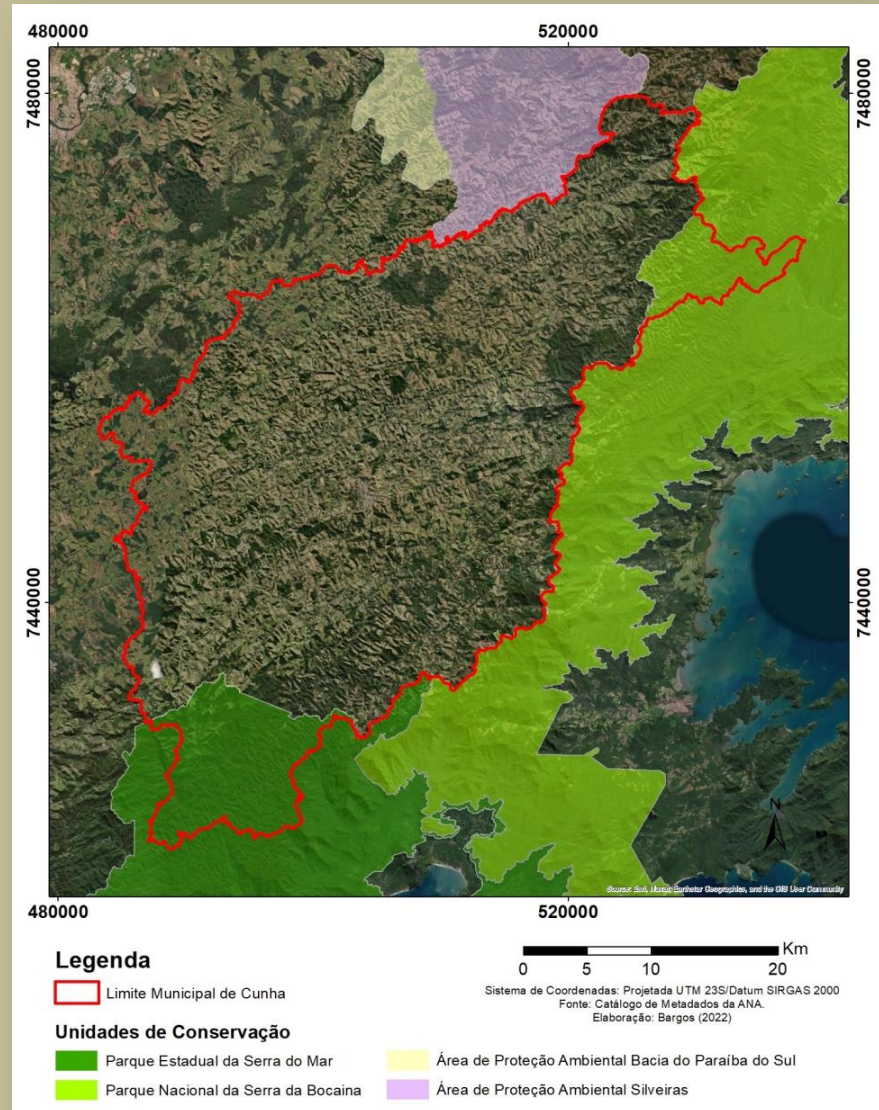 480000 520000
7480000 7480000
7440000 7440000
N
Source: Esri, Maxar, Earthstar Geographics, and the GIS User Community
480000 520000
Legenda
Limite Municipal de Cunha
Km
0 5 10 20
Sistema de Coordenadas: Projetada UTM 23S/Datum SIRGAS 2000
Fonte: Catálogo de Metadados da ANA.
Elaboração: Bargos (2022)
Unidades de Conservação
Parque Estadual da Serra do Mar
Área de Proteção Ambiental Bacia do Paraíba do Sul
Parque Nacional da Serra da Bocaina
Área de Proteção Ambiental Silveiras